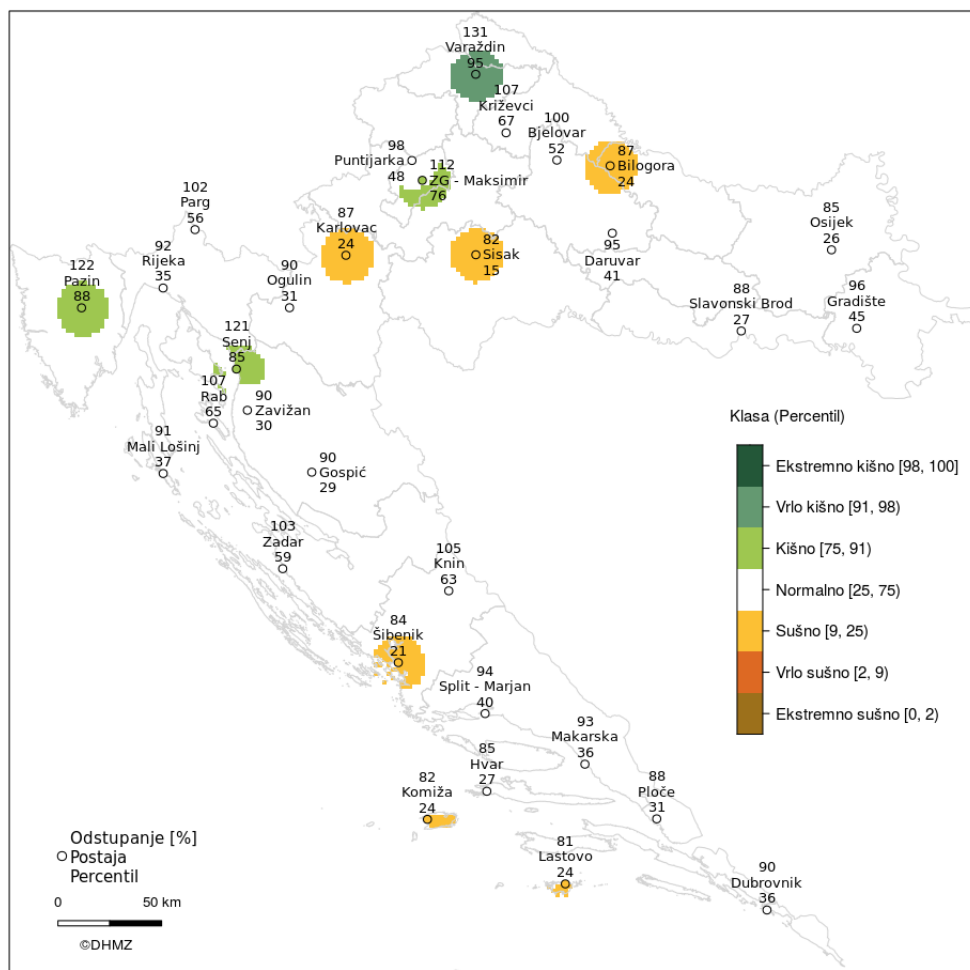 131
Varaždin
95
107
Križevci
67
100
Bjelovar
52
98
Puntijarka
48
112
ZG - Maksimir
76
87
Bilogora
24
102
Parg
56
87
Karlovac
24
82
Sisak
15
95
Daruvar
41
85
Osijek
26
92
Rijeka
35
122
Pazin
88
90
Ogulin
31
88
Slavonski Brod
27
96
Gradište
45
121
Senj
85
107
Rab
65
90
Zavižan
30
91
Mali Lošinj
37
90
Gospić
29
103
Zadar
59
105
Knin
63
84
Šibenik
21
94
Split - Marjan
40
93
Makarska
36
85
Hvar
27
82
Komiža
24
88
Ploče
31
81
Lastovo
24
90
Dubrovnik
36
Klasa (Percentil)
Ekstremno kišno [98, 100]
Vrlo kišno [91, 98)
Kišno [75, 91)
Normalno [25, 75)
Sušno [9, 25)
Vrlo sušno [2, 9)
Ekstremno sušno [0, 2)
Odstupanje [%]
Postaja
Percentil
0 50 km
©DHMZ